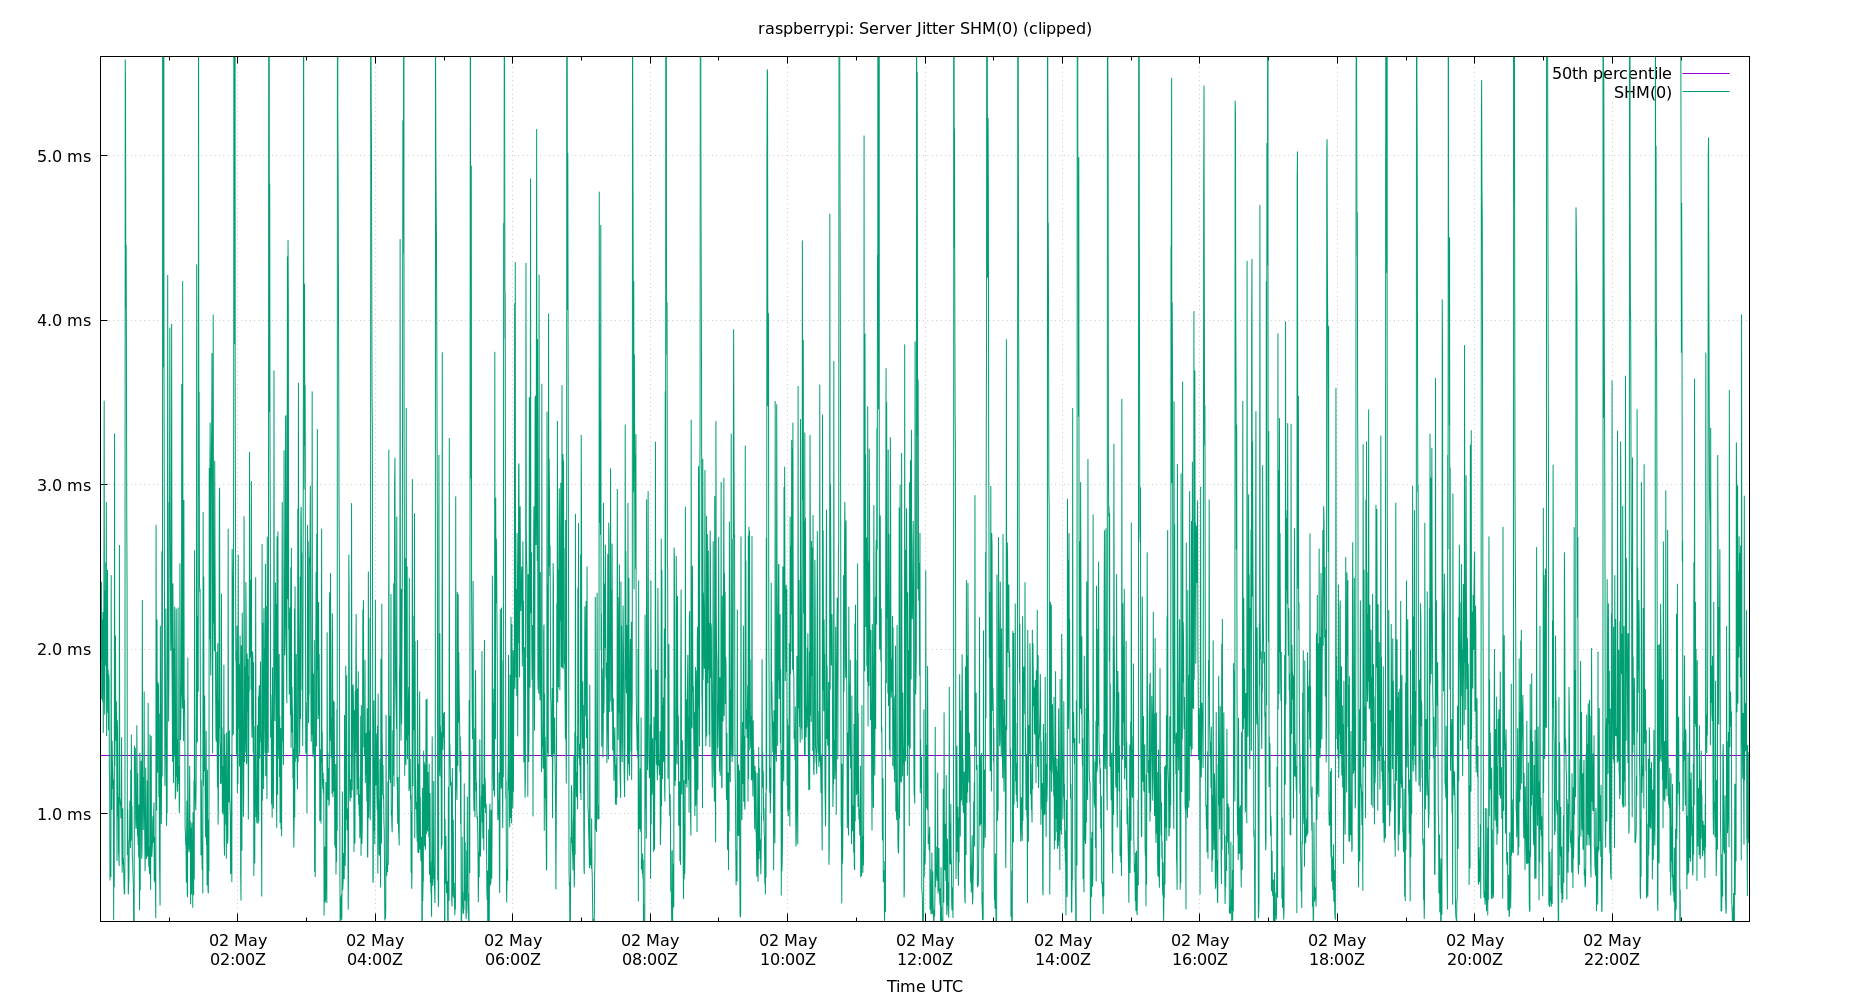 raspberrypi: Server Jitter SHM(0) (clipped)
50th percentile
SHM(0)
5.0 ms
4.0 ms
3.0 ms
2.0 ms
1.0 ms
02 May 02 May 02 May 02 May 02 May 02 May 02 May 02 May 02 May 02 May 02 May
02:00Z 04:00Z 06:00Z 08:00Z 10:00Z 12:00Z 14:00Z 16:00Z 18:00Z 20:00Z 22:00Z
Time UTC